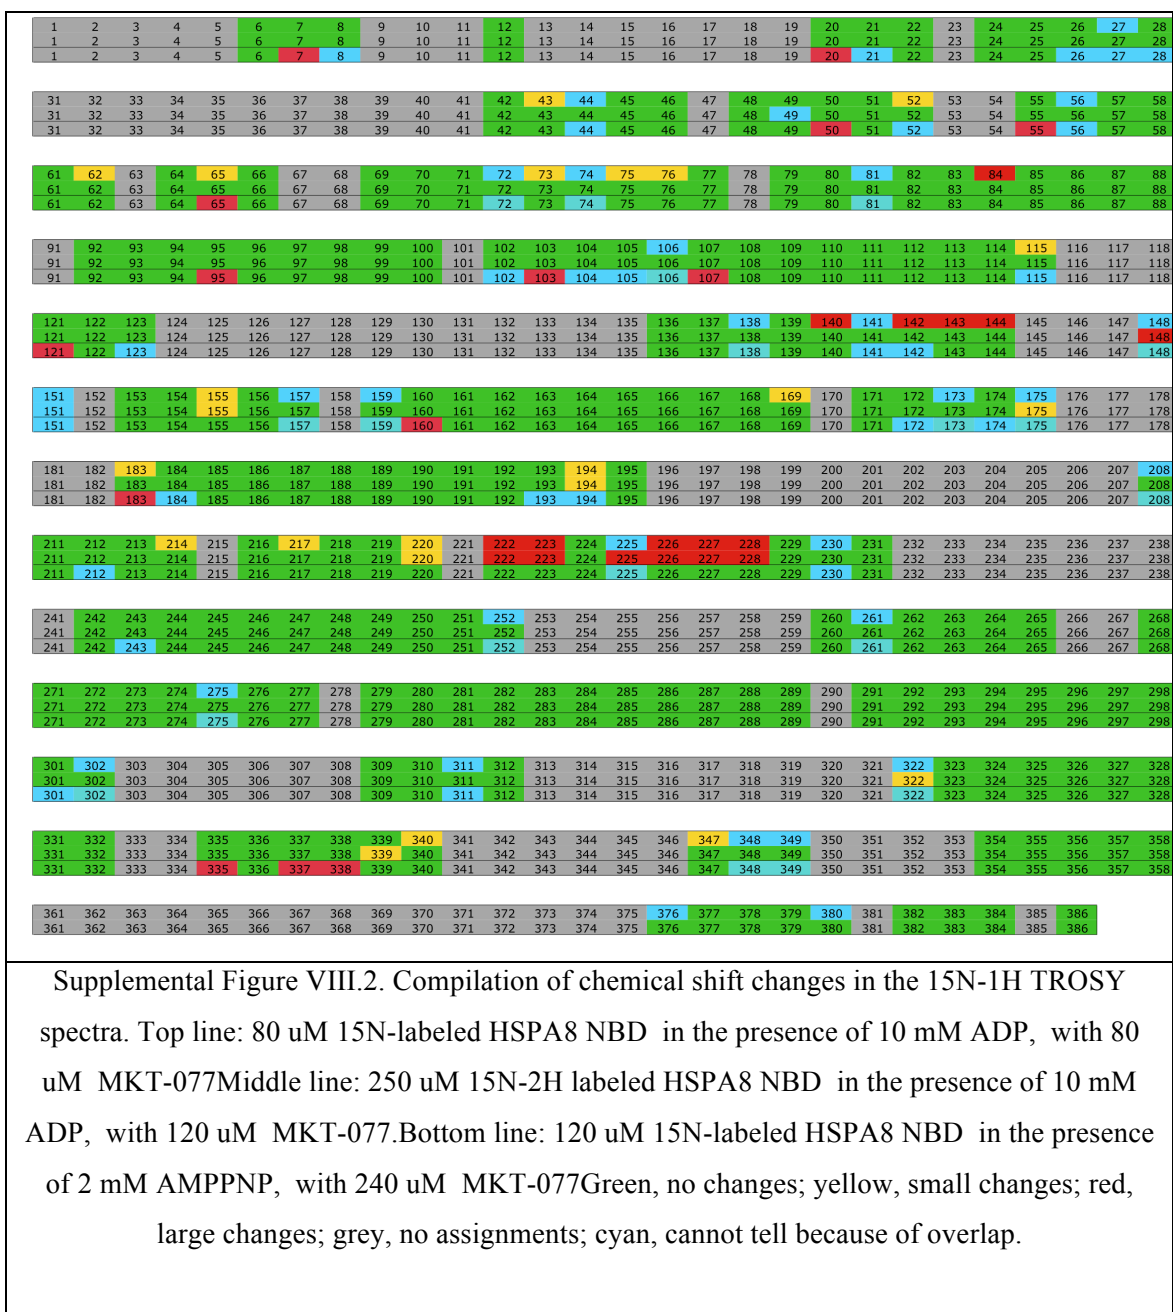 1 2 3 4 5 6 7 8 9 10 11 12 13 14 15 16 17 18 19 20 21 22 23 24 25 26 27 28
1 2 3 4 5 6 7 8 9 10 11 12 13 14 15 16 17 18 19 20 21 22 23 24 25 26 27 28
1 2 3 4 5 6 7 8 9 10 11 12 13 14 15 16 17 18 19 20 21 22 23 24 25 26 27 28
31 32 33 34 35 36 37 38 39 40 41 42 43 44 45 46 47 48 49 50 51 52 53 54 55 56 57 58
31 32 33 34 35 36 37 38 39 40 41 42 43 44 45 46 47 48 49 50 51 52 53 54 55 56 57 58
31 32 33 34 35 36 37 38 39 40 41 42 43 44 45 46 47 48 49 50 51 52 53 54 55 56 57 58
61 62 63 64 65 66 67 68 69 70 71 72 73 74 75 76 77 78 79 80 81 82 83 84 85 86 87 88
61 62 63 64 65 66 67 68 69 70 71 72 73 74 75 76 77 78 79 80 81 82 83 84 85 86 87 88
61 62 63 64 65 66 67 68 69 70 71 72 73 74 75 76 77 78 79 80 81 82 83 84 85 86 87 88
91 92 93 94 95 96 97 98 99 100 101 102 103 104 105 106 107 108 109 110 111 112 113 114 115 116 117 118
91 92 93 94 95 96 97 98 99 100 101 102 103 104 105 106 107 108 109 110 111 112 113 114 115 116 117 118
91 92 93 94 95 96 97 98 99 100 101 102 103 104 105 106 107 108 109 110 111 112 113 114 115 116 117 118
121 122 123 124 125 126 127 128 129 130 131 132 133 134 135 136 137 138 139 140 141 142 143 144 145 146 147 148
121 122 123 124 125 126 127 128 129 130 131 132 133 134 135 136 137 138 139 140 141 142 143 144 145 146 147 148
121 122 123 124 125 126 127 128 129 130 131 132 133 134 135 136 137 138 139 140 141 142 143 144 145 146 147 148
151 152 153 154 155 156 157 158 159 160 161 162 163 164 165 166 167 168 169 170 171 172 173 174 175 176 177 178
151 152 153 154 155 156 157 158 159 160 161 162 163 164 165 166 167 168 169 170 171 172 173 174 175 176 177 178
151 152 153 154 155 156 157 158 159 160 161 162 163 164 165 166 167 168 169 170 171 172 173 174 175 176 177 178
181 182 183 184 185 186 187 188 189 190 191 192 193 194 195 196 197 198 199 200 201 202 203 204 205 206 207 208
181 182 183 184 185 186 187 188 189 190 191 192 193 194 195 196 197 198 199 200 201 202 203 204 205 206 207 208
181 182 183 184 185 186 187 188 189 190 191 192 193 194 195 196 197 198 199 200 201 202 203 204 205 206 207 208
211 212 213 214 215 216 217 218 219 220 221 222 223 224 225 226 227 228 229 230 231 232 233 234 235 236 237 238
211 212 213 214 215 216 217 218 219 220 221 222 223 224 225 226 227 228 229 230 231 232 233 234 235 236 237 238
211 212 213 214 215 216 217 218 219 220 221 222 223 224 225 226 227 228 229 230 231 232 233 234 235 236 237 238
241 242 243 244 245 246 247 248 249 250 251 252 253 254 255 256 257 258 259 260 261 262 263 264 265 266 267 268
241 242 243 244 245 246 247 248 249 250 251 252 253 254 255 256 257 258 259 260 261 262 263 264 265 266 267 268
241 242 243 244 245 246 247 248 249 250 251 252 253 254 255 256 257 258 259 260 261 262 263 264 265 266 267 268
271 272 273 274 275 276 277 278 279 280 281 282 283 284 285 286 287 288 289 290 291 292 293 294 295 296 297 298
271 272 273 274 275 276 277 278 279 280 281 282 283 284 285 286 287 288 289 290 291 292 293 294 295 296 297 298
271 272 273 274 275 276 277 278 279 280 281 282 283 284 285 286 287 288 289 290 291 292 293 294 295 296 297 298
301 302 303 304 305 306 307 308 309 310 311 312 313 314 315 316 317 318 319 320 321 322 323 324 325 326 327 328
301 302 303 304 305 306 307 308 309 310 311 312 313 314 315 316 317 318 319 320 321 322 323 324 325 326 327 328
301 302 303 304 305 306 307 308 309 310 311 312 313 314 315 316 317 318 319 320 321 322 323 324 325 326 327 328
331 332 333 334 335 336 337 338 339 340 341 342 343 344 345 346 347 348 349 350 351 352 353 354 355 356 357 358
331 332 333 334 335 336 337 338 339 340 341 342 343 344 345 346 347 348 349 350 351 352 353 354 355 356 357 358
331 332 333 334 335 336 337 338 339 340 341 342 343 344 345 346 347 348 349 350 351 352 353 354 355 356 357 358
361 362 363 364 365 366 367 368 369 370 371 372 373 374 375 376 377 378 379 380 381 382 383 384 385 386
361 362 363 364 365 366 367 368 369 370 371 372 373 374 375 376 377 378 379 380 381 382 383 384 385 386
Supplemental Figure VIII.2. Compilation of chemical shift changes in the 15N-1H TROSY
spectra. Top line: 80 uM 15N-labeled HSPA8 NBD in the presence of 10 mM ADP, with 80
uM MKT-077Middle line: 250 uM 15N-2H labeled HSPA8 NBD in the presence of 10 mM
ADP, with 120 uM MKT-077.Bottom line: 120 uM 15N-labeled HSPA8 NBD in the presence
of 2 mM AMPPNP, with 240 uM MKT-077Green, no changes; yellow, small changes; red,
large changes; grey, no assignments; cyan, cannot tell because of overlap.